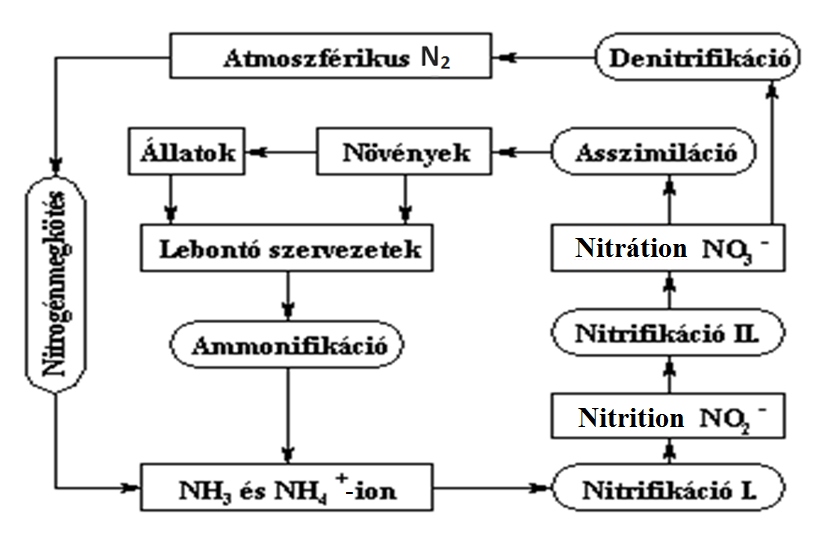 Atmoszférikus N₂
Denitrifikáció
Állatok
Növények
Asszimiláció
Nitrogénmegkötés
Lebontó szervezetek
Nitrátion NO₃⁻
Ammonifikáció
Nitrifikáció II.
Nitrition NO₂⁻
NH₃ és NH₄⁺-ion
Nitrifikáció I.